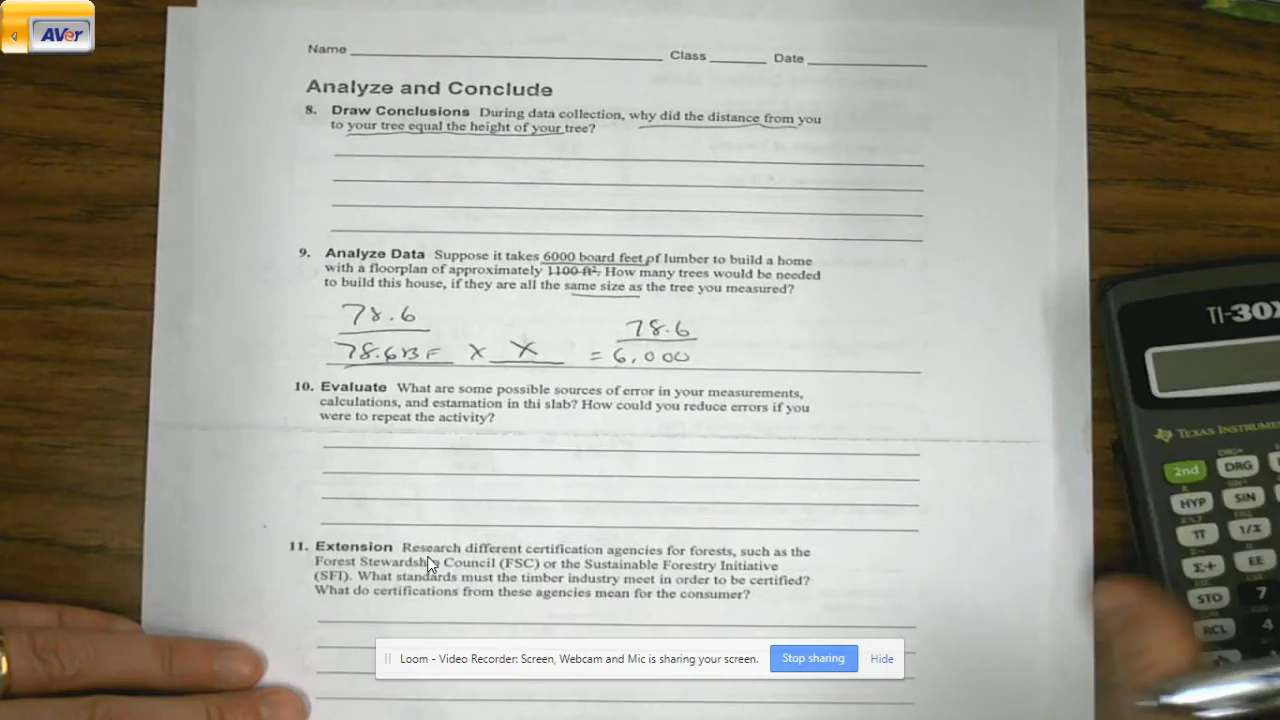 AVer
Name Class Date
Analyze and Conclude
8. Draw Conclusions During data collection, why did the distance from you
to your tree equal the height of your tree?
9. Analyze Data Suppose it takes 6000 board feet of lumber to build a home
with a floorplan of approximately 1100 ft². How many trees would be needed
to build this house, if they are all the same size as the tree you measured?
78.6 78.6
78.6BF X X = 6,000
10. Evaluate What are some possible sources of error in your measurements,
calculations, and estamation in thi slab? How could you reduce errors if you
were to repeat the activity?
11. Extension Research different certification agencies for forests, such as the
Forest Stewardship Council (FSC) or the Sustainable Forestry Initiative
(SFI). What standards must the timber industry meet in order to be certified?
What do certifications from these agencies mean for the consumer?
Loom - Video Recorder: Screen, Webcam and Mic is sharing your screen. Stop sharing Hide
TI-30X
TEXAS INSTRUME
2nd DRG
HYP SIN
π 1/x
Σ+ EE
STO 7
RCL 4